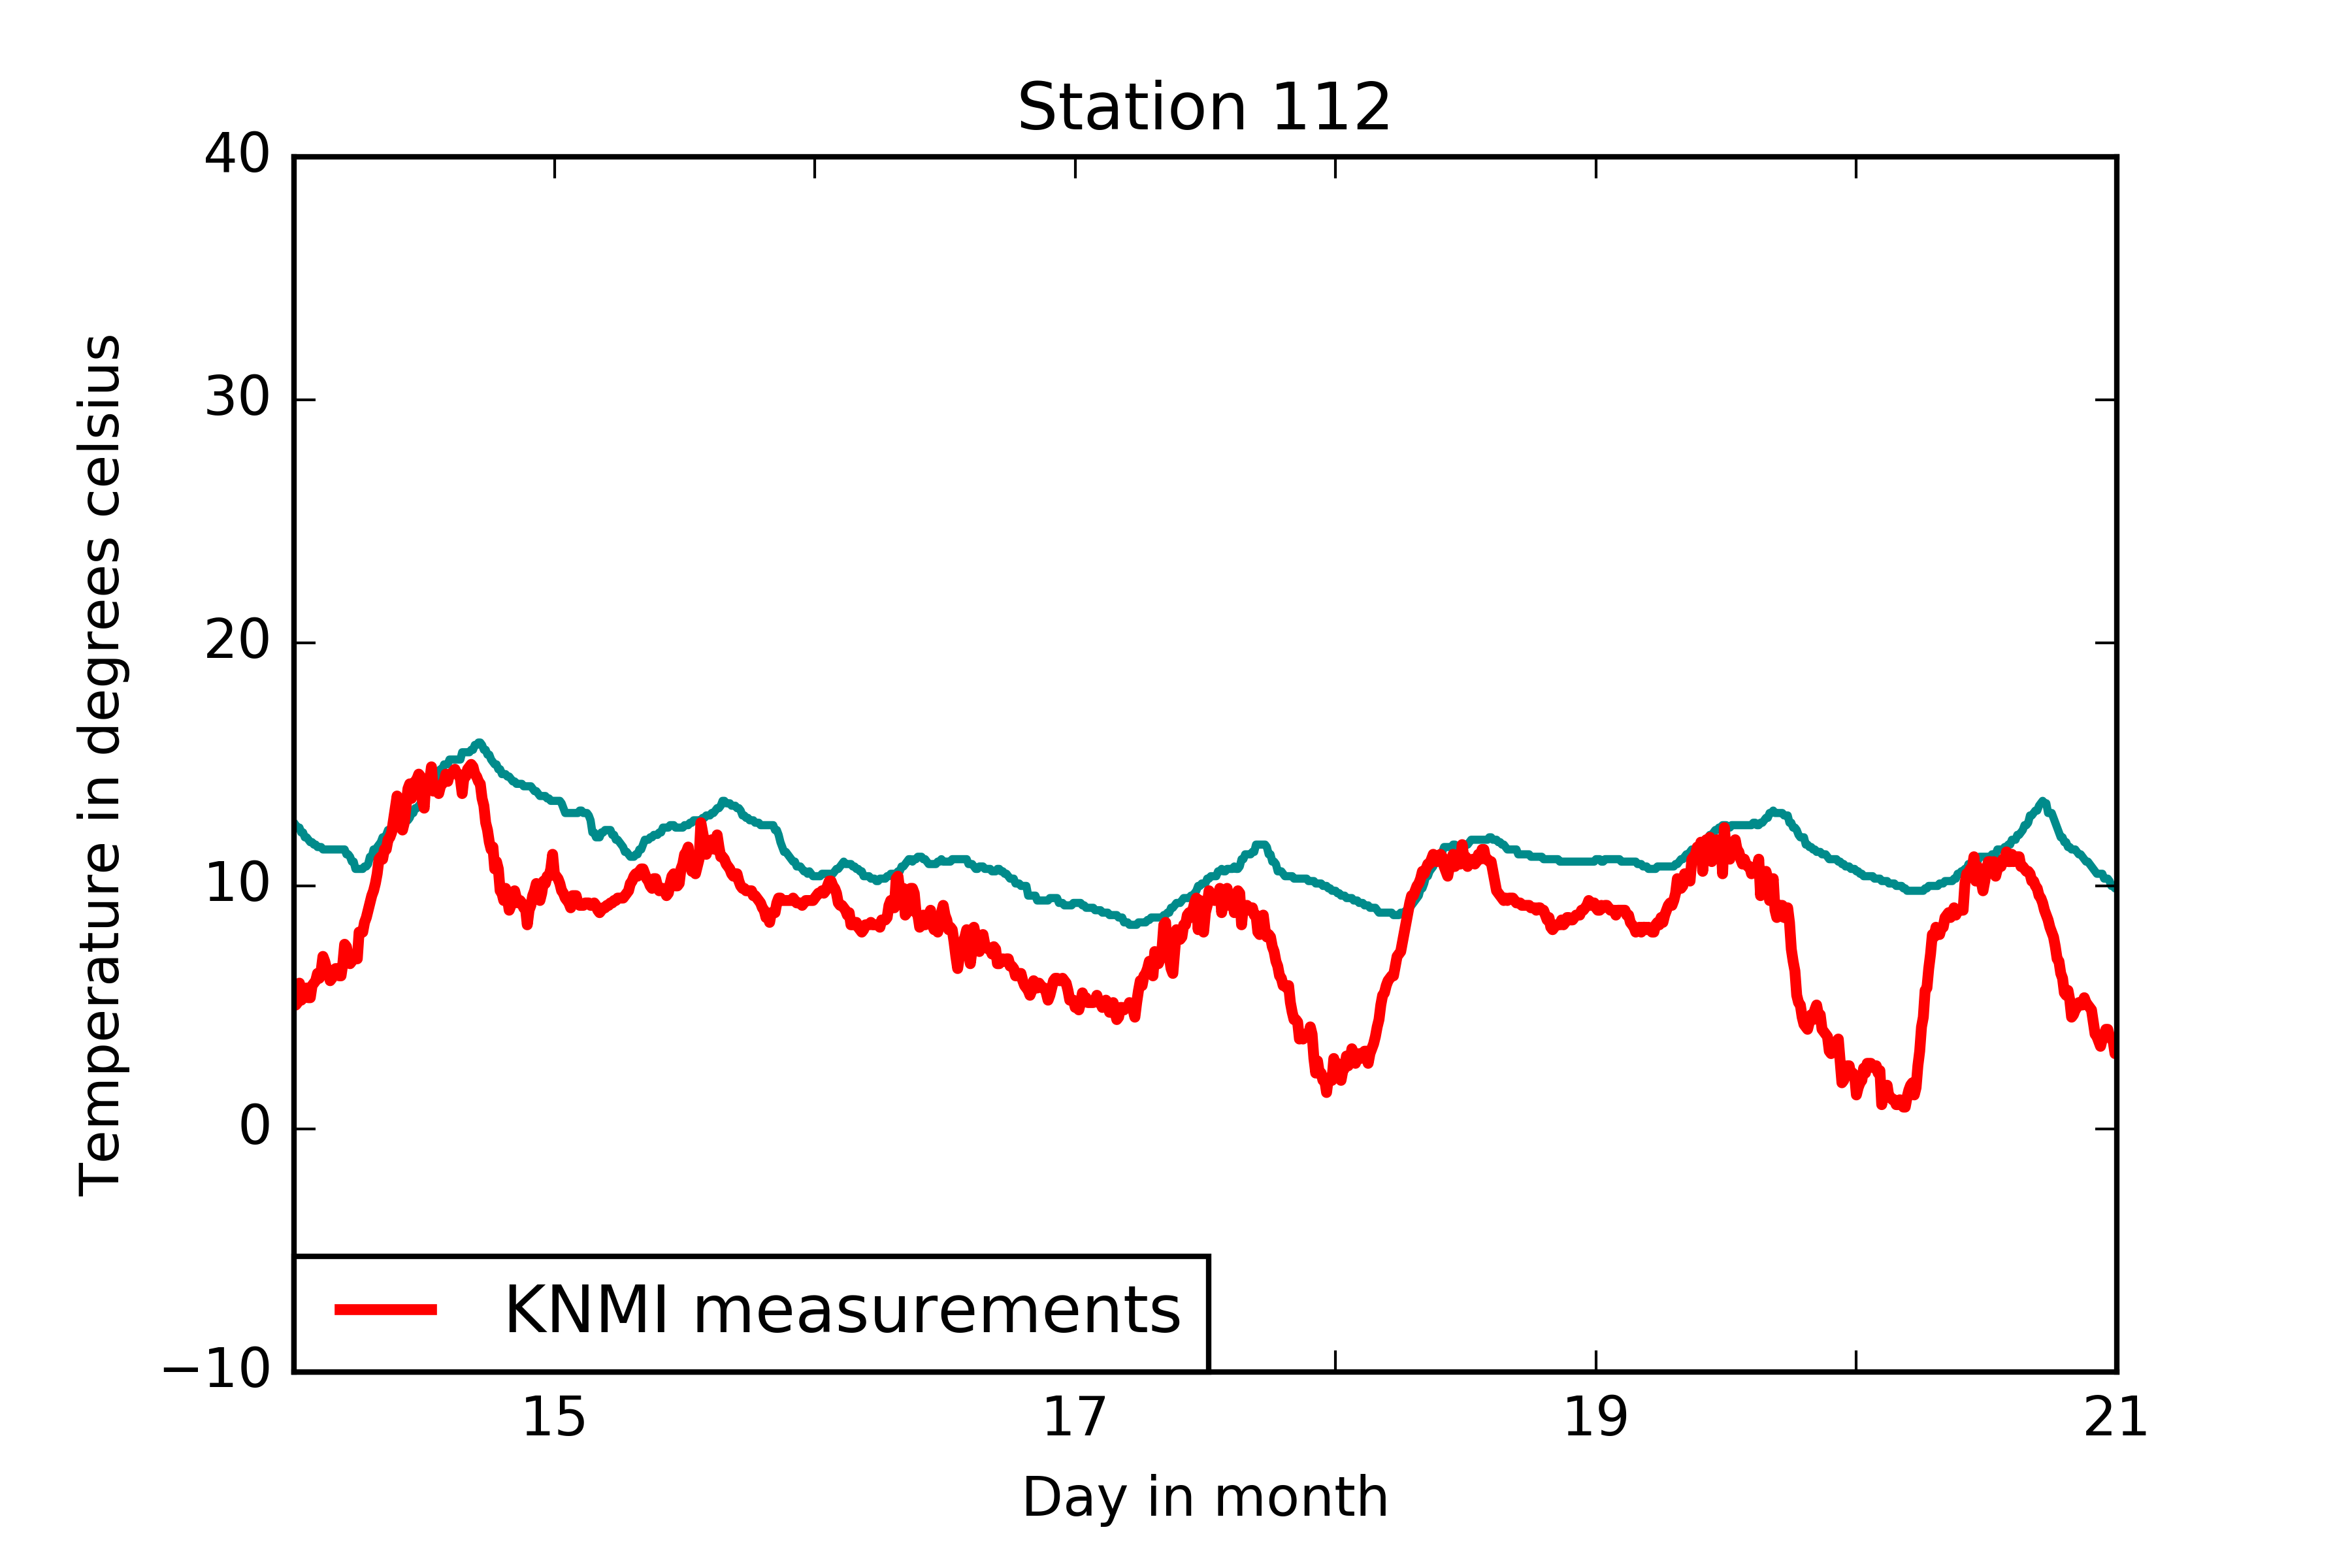 Station 112
40
30
20
10
0
−10
Temperature in degrees celsius
KNMI measurements
15 17 19 21
Day in month